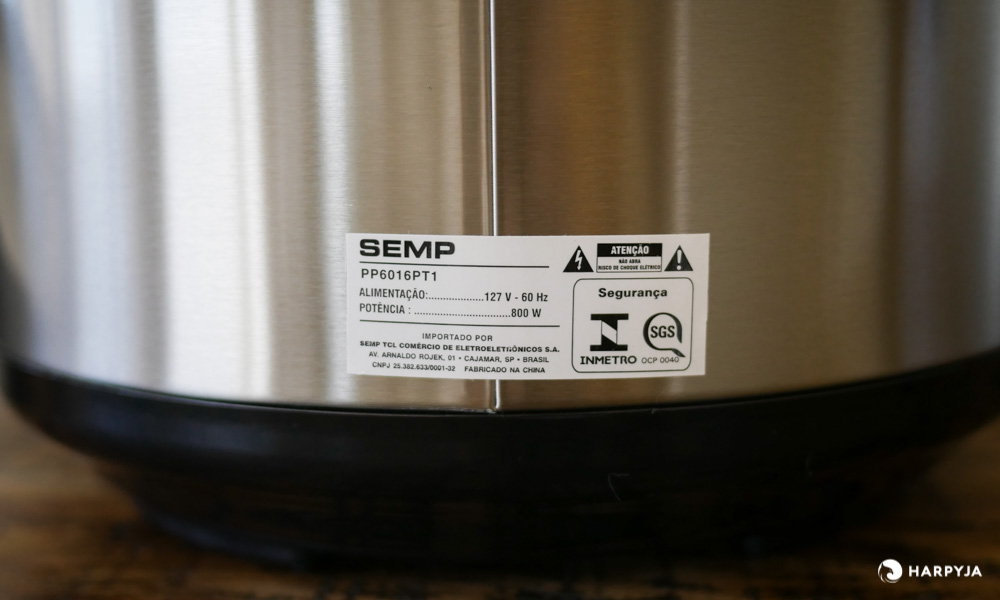 SEMP
PP6016PT1
ALIMENTAÇÃO:....................127 V - 60 Hz
POTÊNCIA : ..................................800 W
IMPORTADO POR
SEMP TCL COMÉRCIO DE ELETROELETRÔNICOS S.A.
AV. ARNALDO ROJEK, 01 • CAJAMAR, SP • BRASIL
CNPJ 25.382.633/0001-32 FABRICADO NA CHINA
ATENÇÃO
NÃO ABRA
RISCO DE CHOQUE ELÉTRICO
Segurança
SGS
INMETRO OCP 0040
HARPYJA